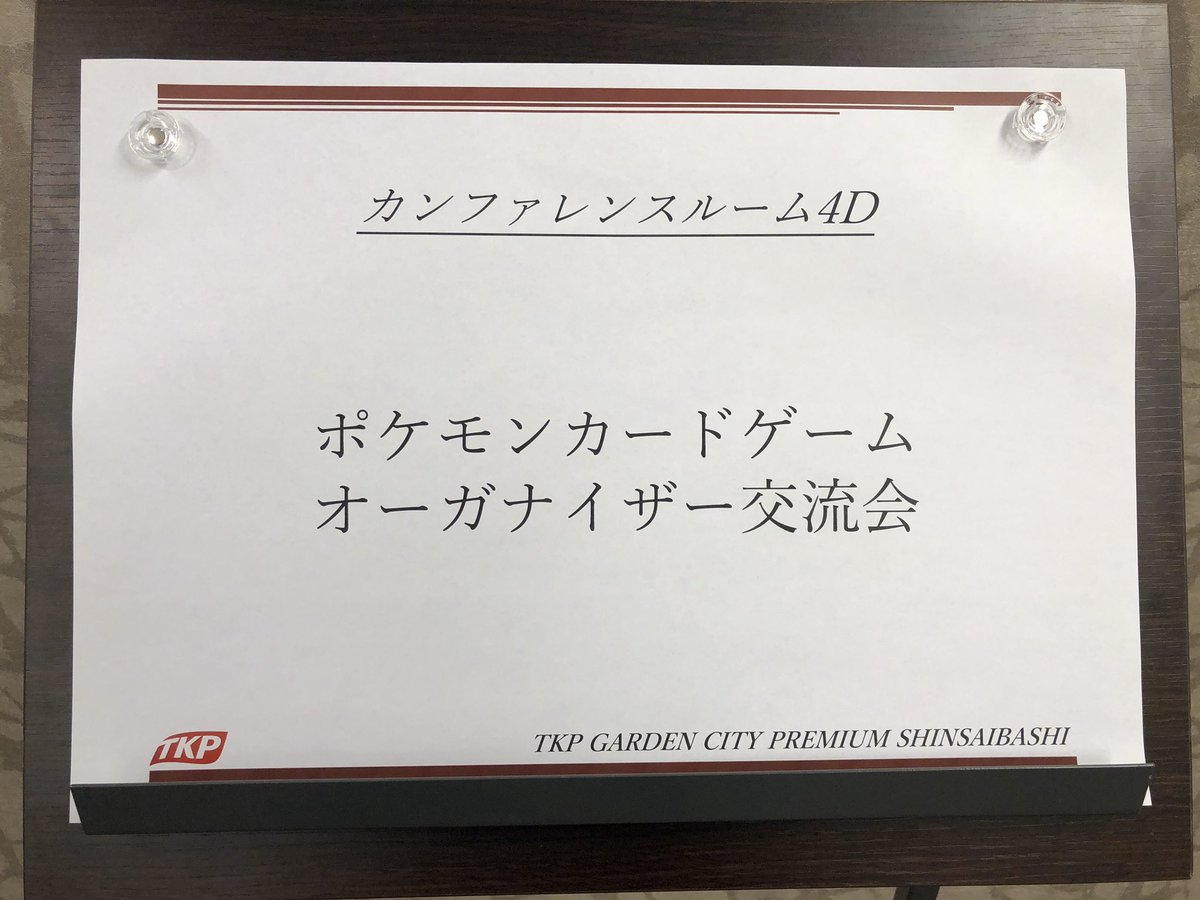 カンファレンスルーム4D
ポケモンカードゲーム
オーガナイザー交流会
TKP
TKP GARDEN CITY PREMIUM SHINSAIBASHI